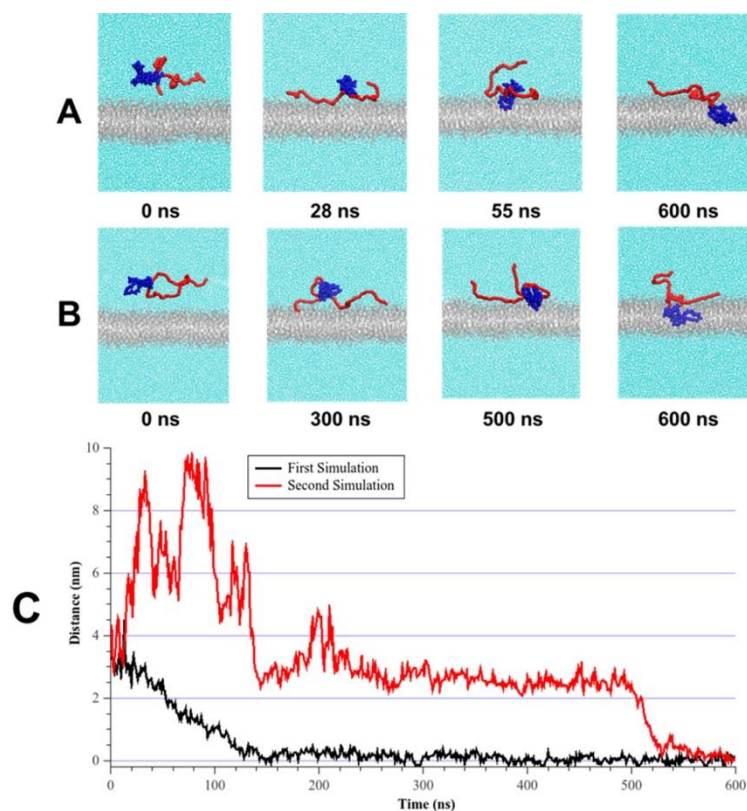 A
0 ns 28 ns 55 ns 600 ns
B
0 ns 300 ns 500 ns 600 ns
C
10
8
6
4
2
0
Distance (nm)
First Simulation
Second Simulation
0 100 200 300 400 500 600
Time (ns)